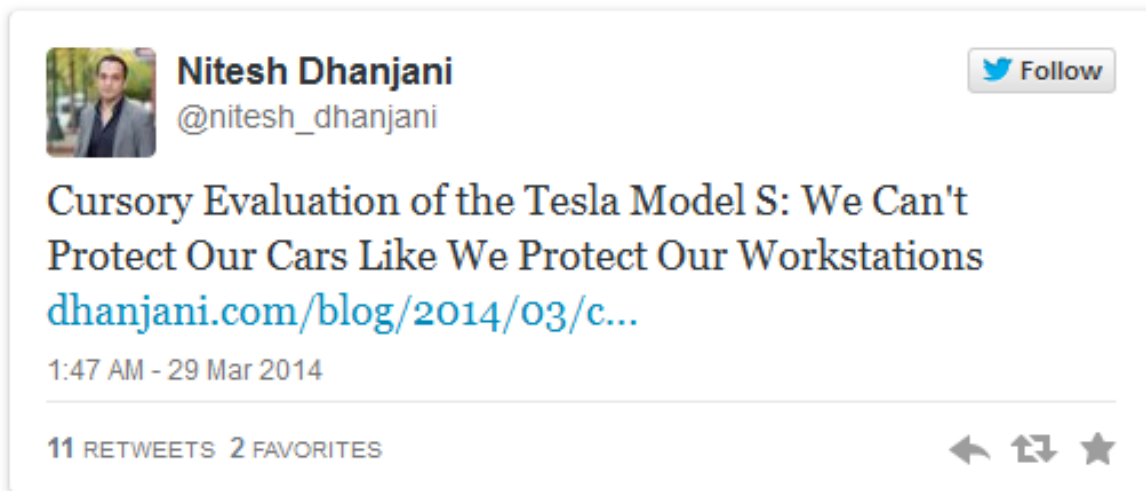 Nitesh Dhanjani
Follow
@nitesh_dhanjani
Cursory Evaluation of the Tesla Model S: We Can't
Protect Our Cars Like We Protect Our Workstations
dhanjani.com/blog/2014/03/c...
1:47 AM - 29 Mar 2014
11 RETWEETS 2 FAVORITES